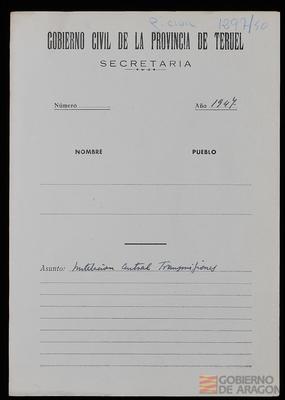 G. Civil 1297/50
GOBIERNO CIVIL DE LA PROVINCIA DE TERUEL
SECRETARIA
Número Año 1947
NOMBRE PUEBLO
Asunto: Instalacion Central Transmisiones
GOBIERNO
DE ARAGON